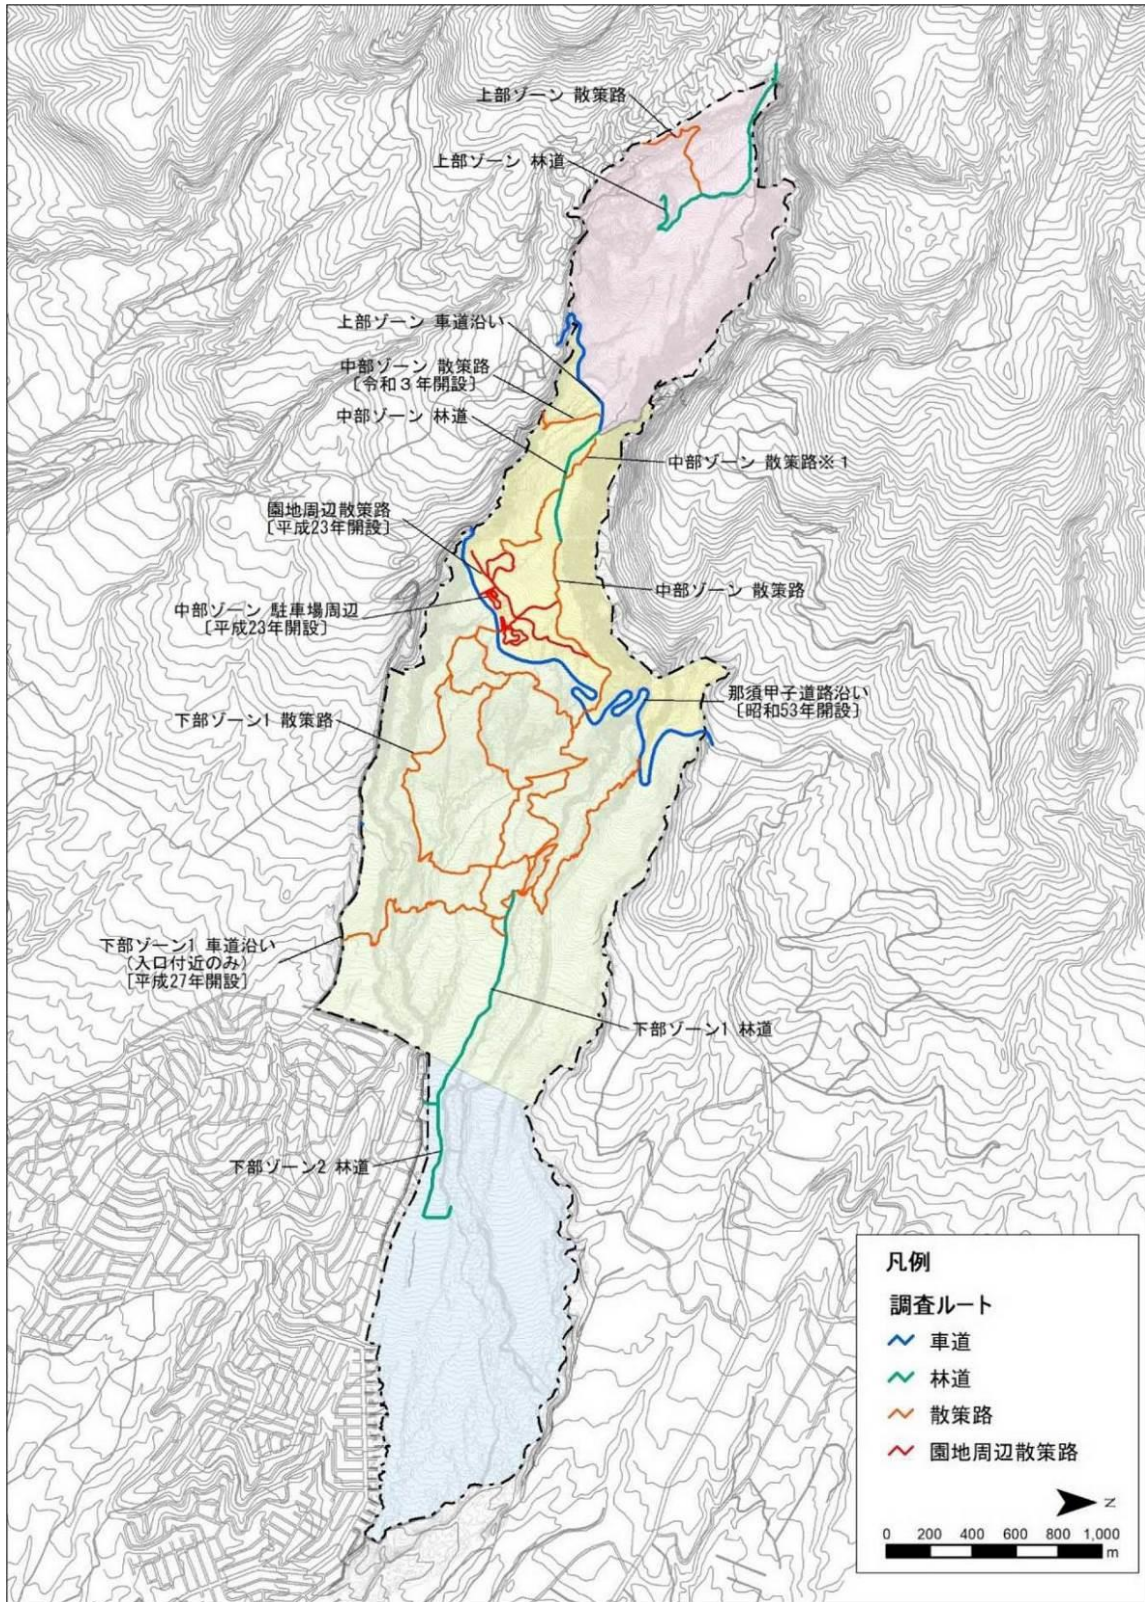 上部ゾーン 散策路
上部ゾーン 林道
上部ゾーン 車道沿い
中部ゾーン 散策路
〔令和３年開設〕
中部ゾーン 林道
中部ゾーン 散策路※１
園地周辺散策路
〔平成23年開設〕
中部ゾーン 散策路
中部ゾーン 駐車場周辺
〔平成23年開設〕
那須甲子道路沿い
〔昭和53年開設〕
下部ゾーン1 散策路
下部ゾーン1 車道沿い
(入口付近のみ)
[平成27年開設]
下部ゾーン1 林道
下部ゾーン2 林道
凡例
調査ルート
車道
林道
散策路
園地周辺散策路
N
0 200 400 600 800 1,000
m